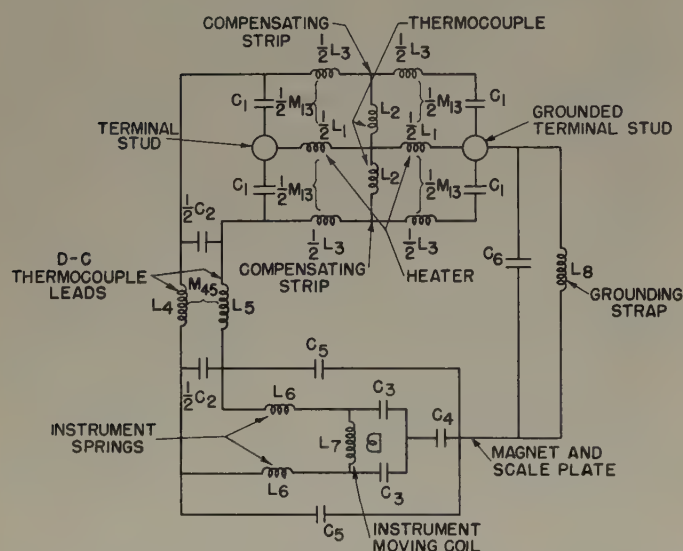 COMPENSATING
STRIP
THERMOCOUPLE
½L3
½L3
C1
½M13
L2
½M13
C1
TERMINAL
STUD
½L1
½L1
GROUNDED
TERMINAL STUD
C1
½M13
L2
½M13
C1
½C2
½L3
½L3
D-C
THERMOCOUPLE
LEADS
COMPENSATING
STRIP
HEATER
C6
L8
GROUNDING
STRAP
M45
L4
L5
½C2
C5
L6
C3
INSTRUMENT
SPRINGS
L7
C4
L6
C3
MAGNET AND
SCALE PLATE
C5
INSTRUMENT
MOVING COIL